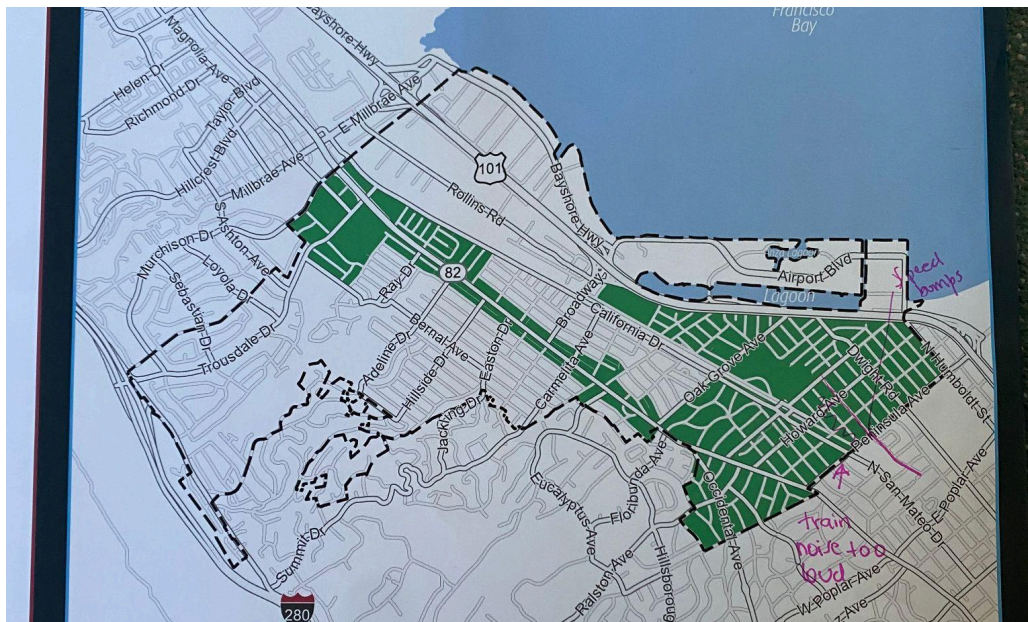 Francisco
Bay
Bayshore-Hwy
Magnolia-Ave
Helen-Dr
Richmond-Dr
Taylor-Blvd
E-Millbrae-Ave
Hillcrest-Blvd
Millbrae-Ave
101
Bayshore-Hwy
Rollins-Rd
S-Ashton-Ave
Murchison-Dr
Loyola-Dr
Sebastian-Dr
82
Ray-Dr
Broadway
Airport-Blvd
Lagoon
speed
bumps
California-Dr
Trousdale-Dr
Bernal-Ave
Adeline-Dr
Hillside-Dr
Easton-Dr
Carmelita-Ave
Oak-Grove-Ave
Dwight-Rd
N-Humboldt-St
Howard-Ave
Peninsula-Ave
Jackling-Dr
N-San-Mateo-D
E-Poplar-Ave
Eucalyptus-Ave
Floribunda-Ave
Occidental-Ave
train
noise too
loud
Summit-Dr
Ralston-Ave
Hillsboroug
W-Poplar-Ave
z-Ave
280